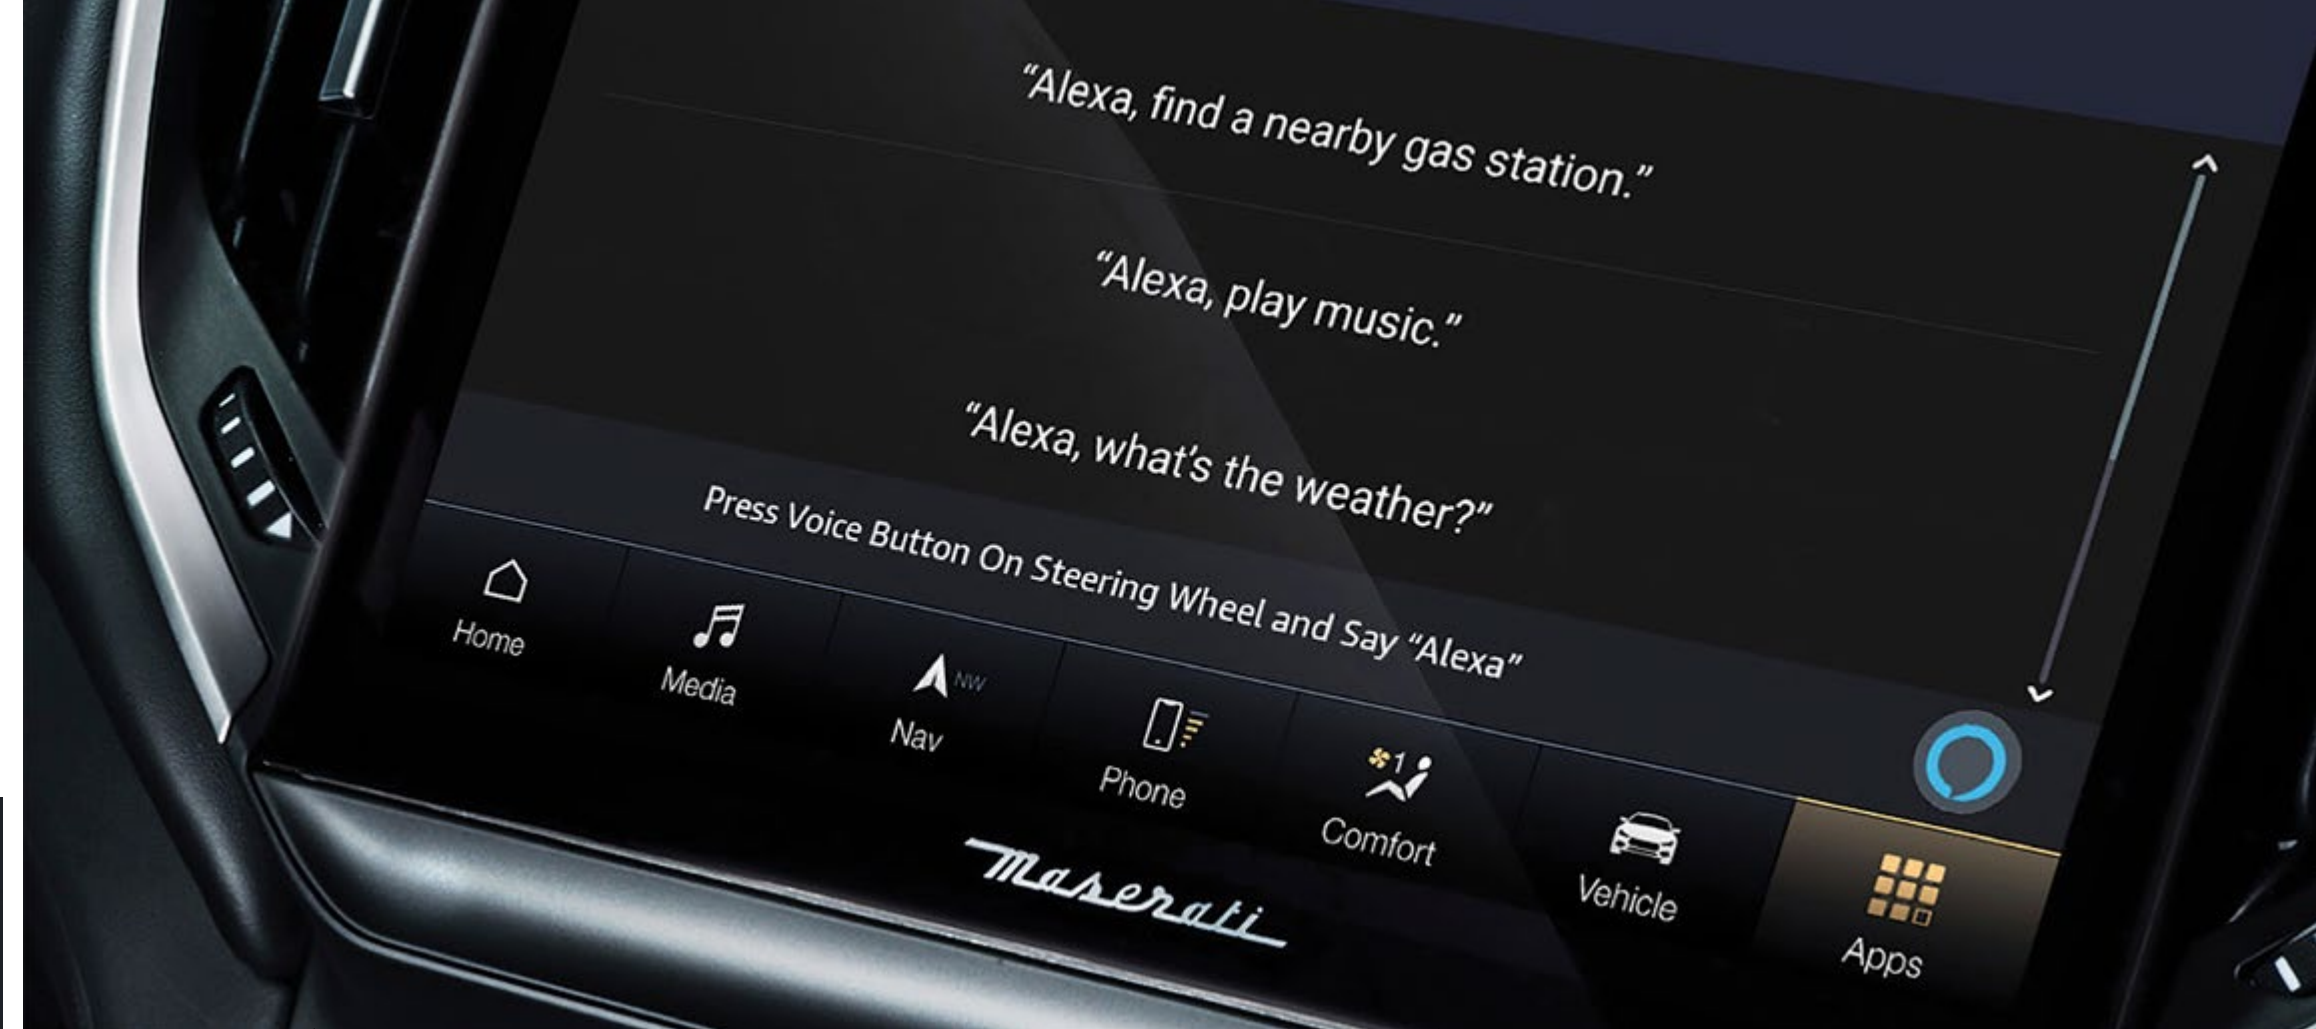 “Alexa, find a nearby gas station.”
“Alexa, play music.”
“Alexa, what’s the weather?”
Press Voice Button On Steering Wheel and Say “Alexa”
Home
Media
NW
Nav
Phone
1
Comfort
Vehicle
Apps
Maserati